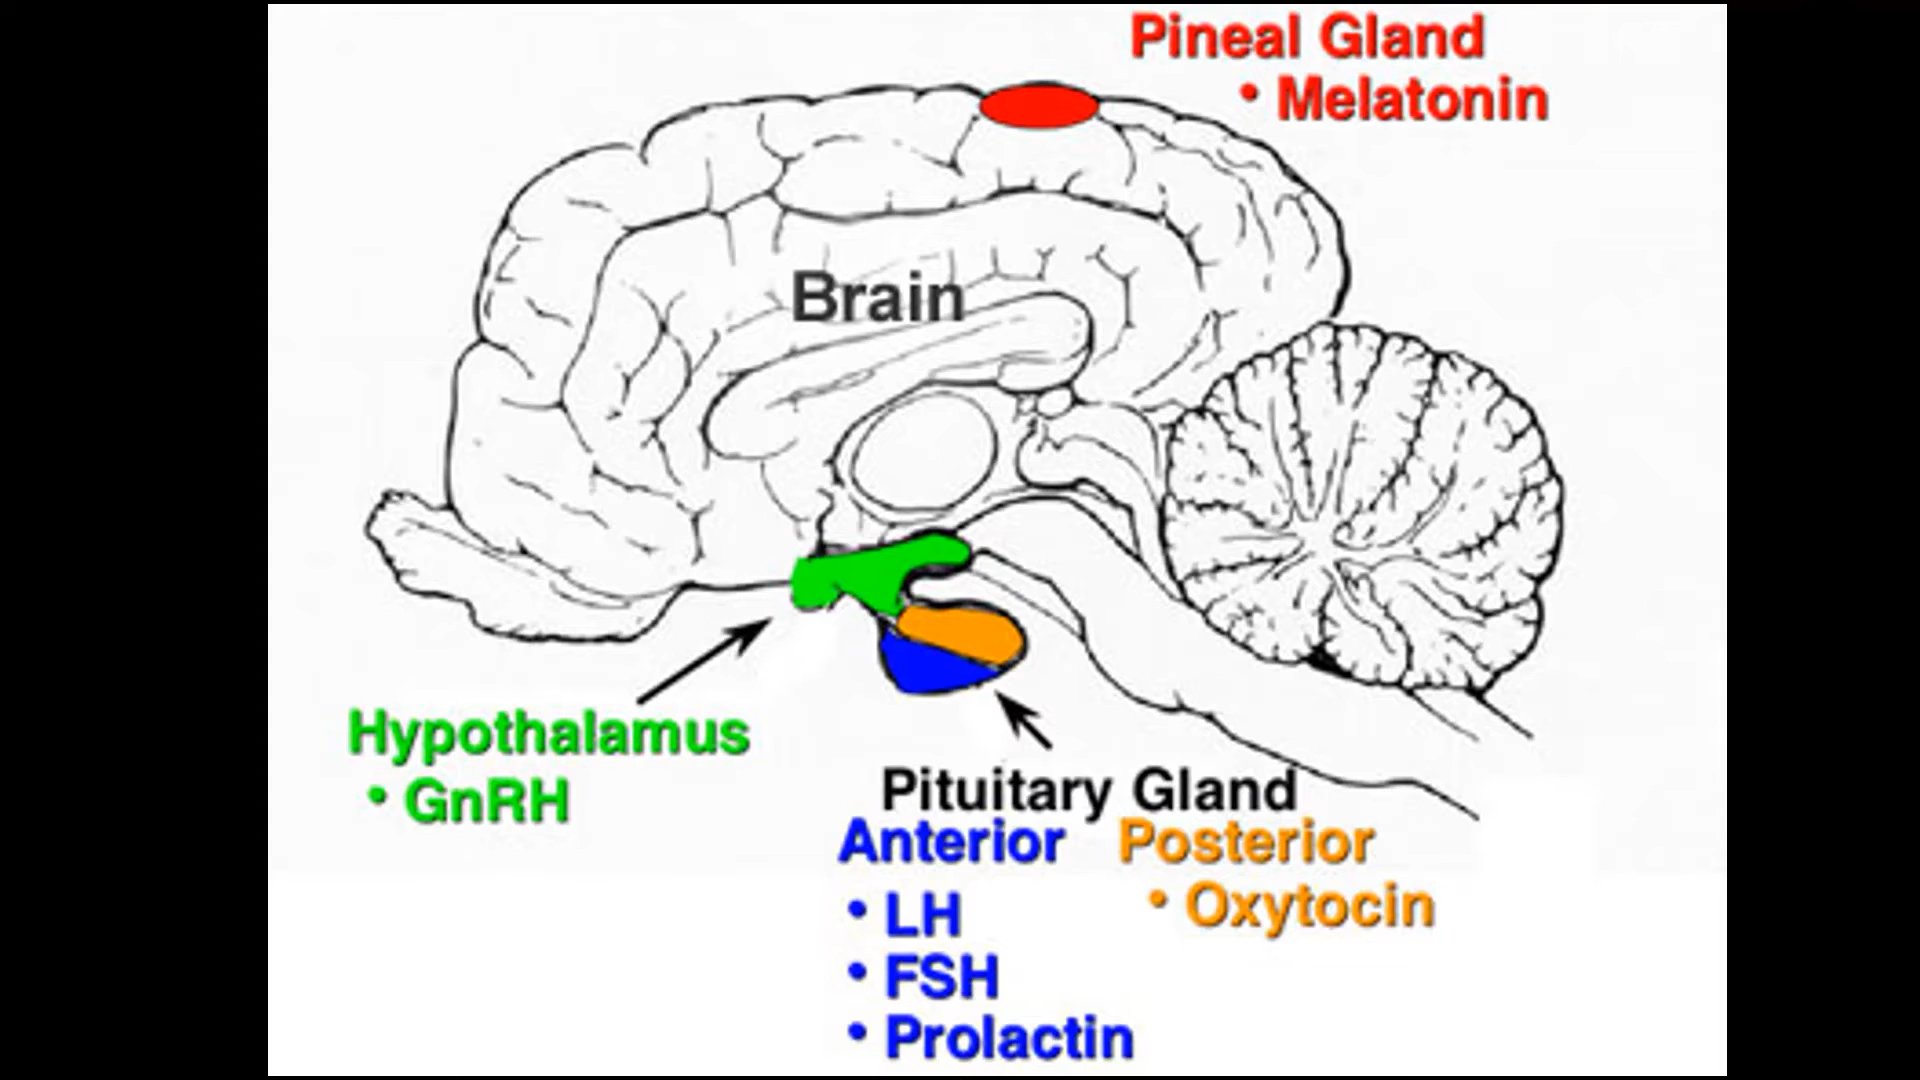 Pineal Gland
• Melatonin
Brain
Hypothalamus
• GnRH
Pituitary Gland
Anterior
• LH
• FSH
• Prolactin
Posterior
• Oxytocin